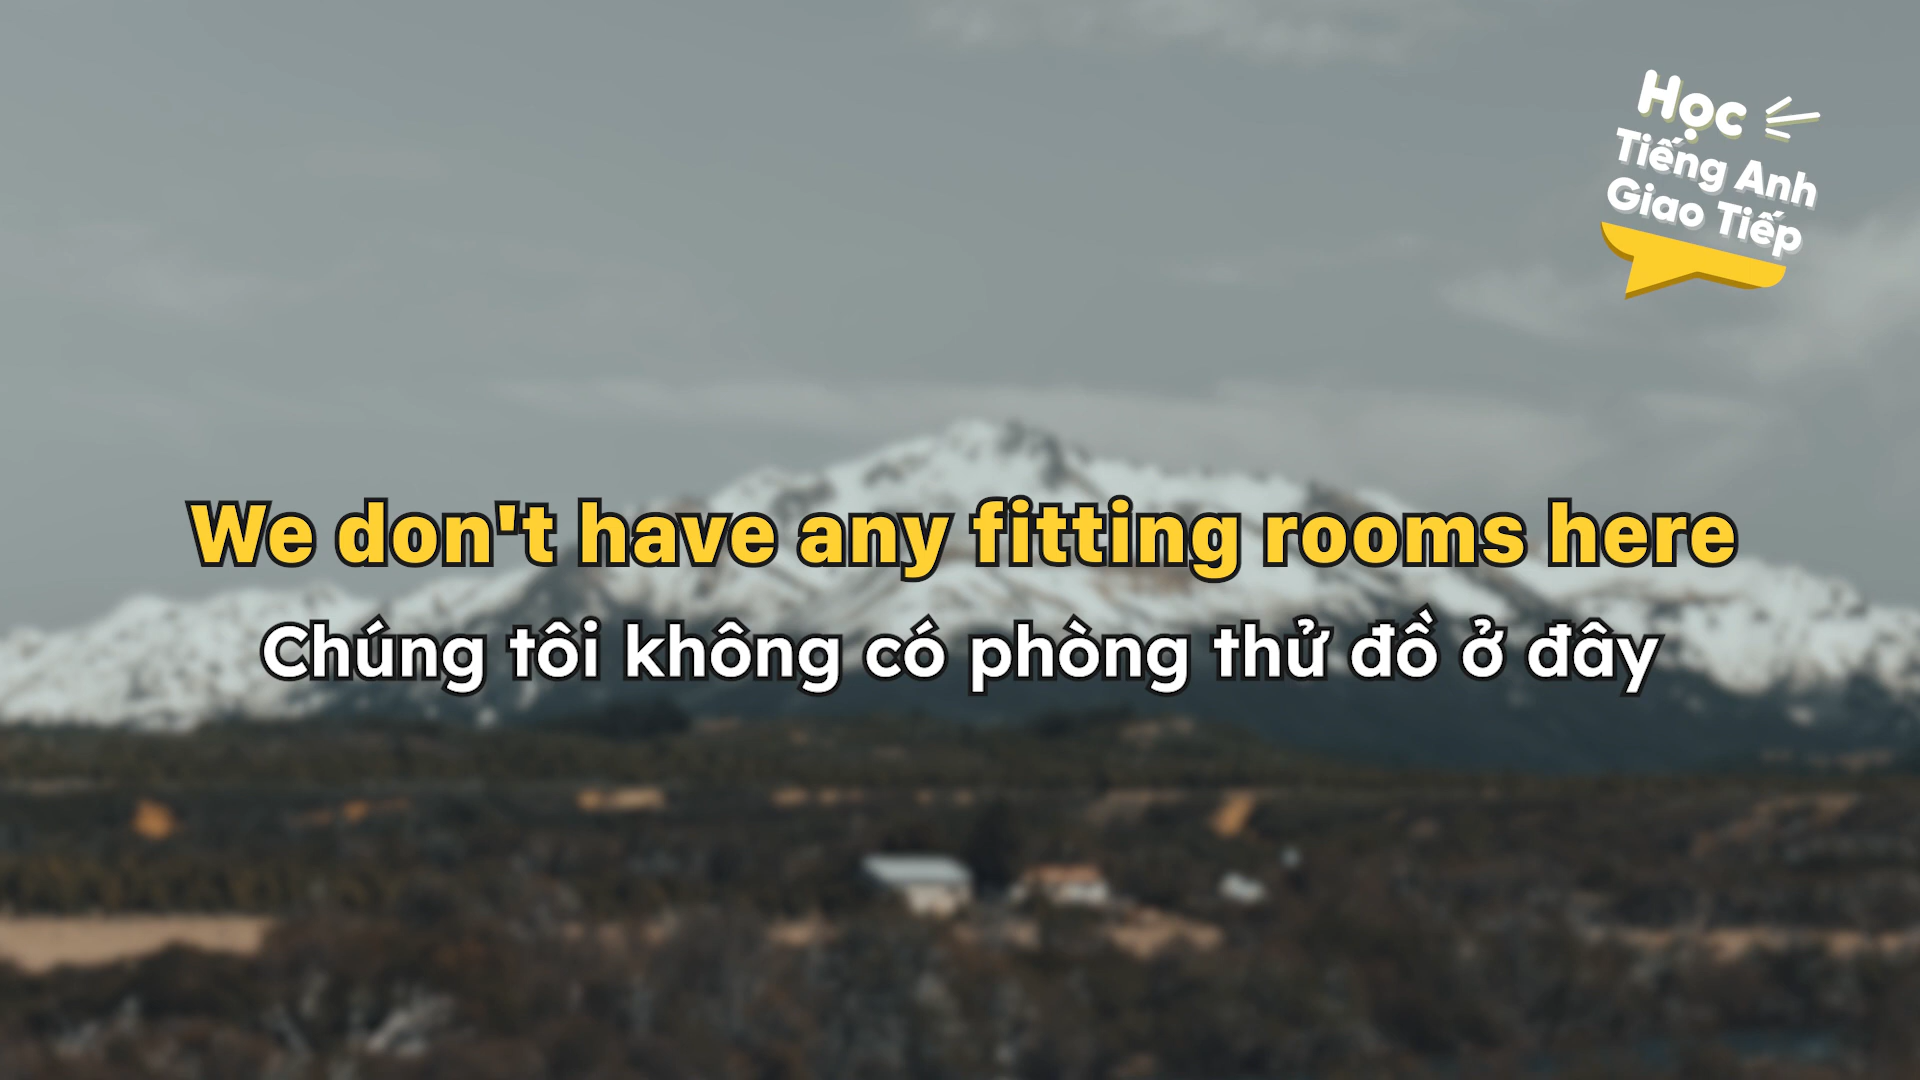 Học
Tiếng Anh
Giao Tiếp
We don't have any fitting rooms here
Chúng tôi không có phòng thử đồ ở đây